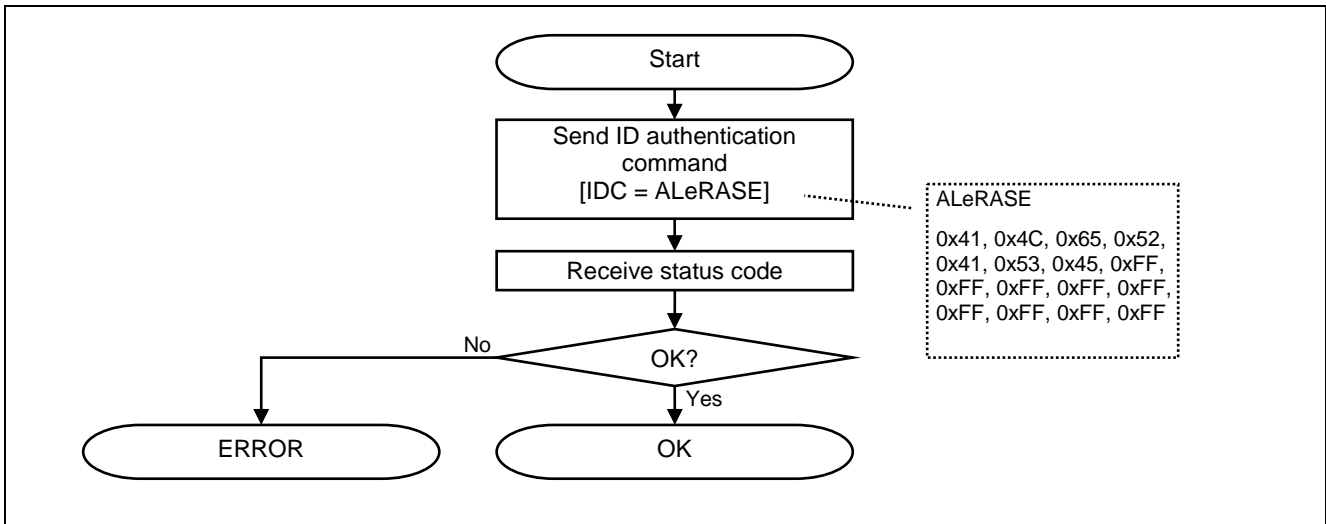 Start
Send ID authentication
command
[IDC = ALeRASE]
ALeRASE
0x41, 0x4C, 0x65, 0x52,
0x41, 0x53, 0x45, 0xFF,
0xFF, 0xFF, 0xFF, 0xFF,
0xFF, 0xFF, 0xFF, 0xFF
Receive status code
OK?
No
Yes
ERROR
OK